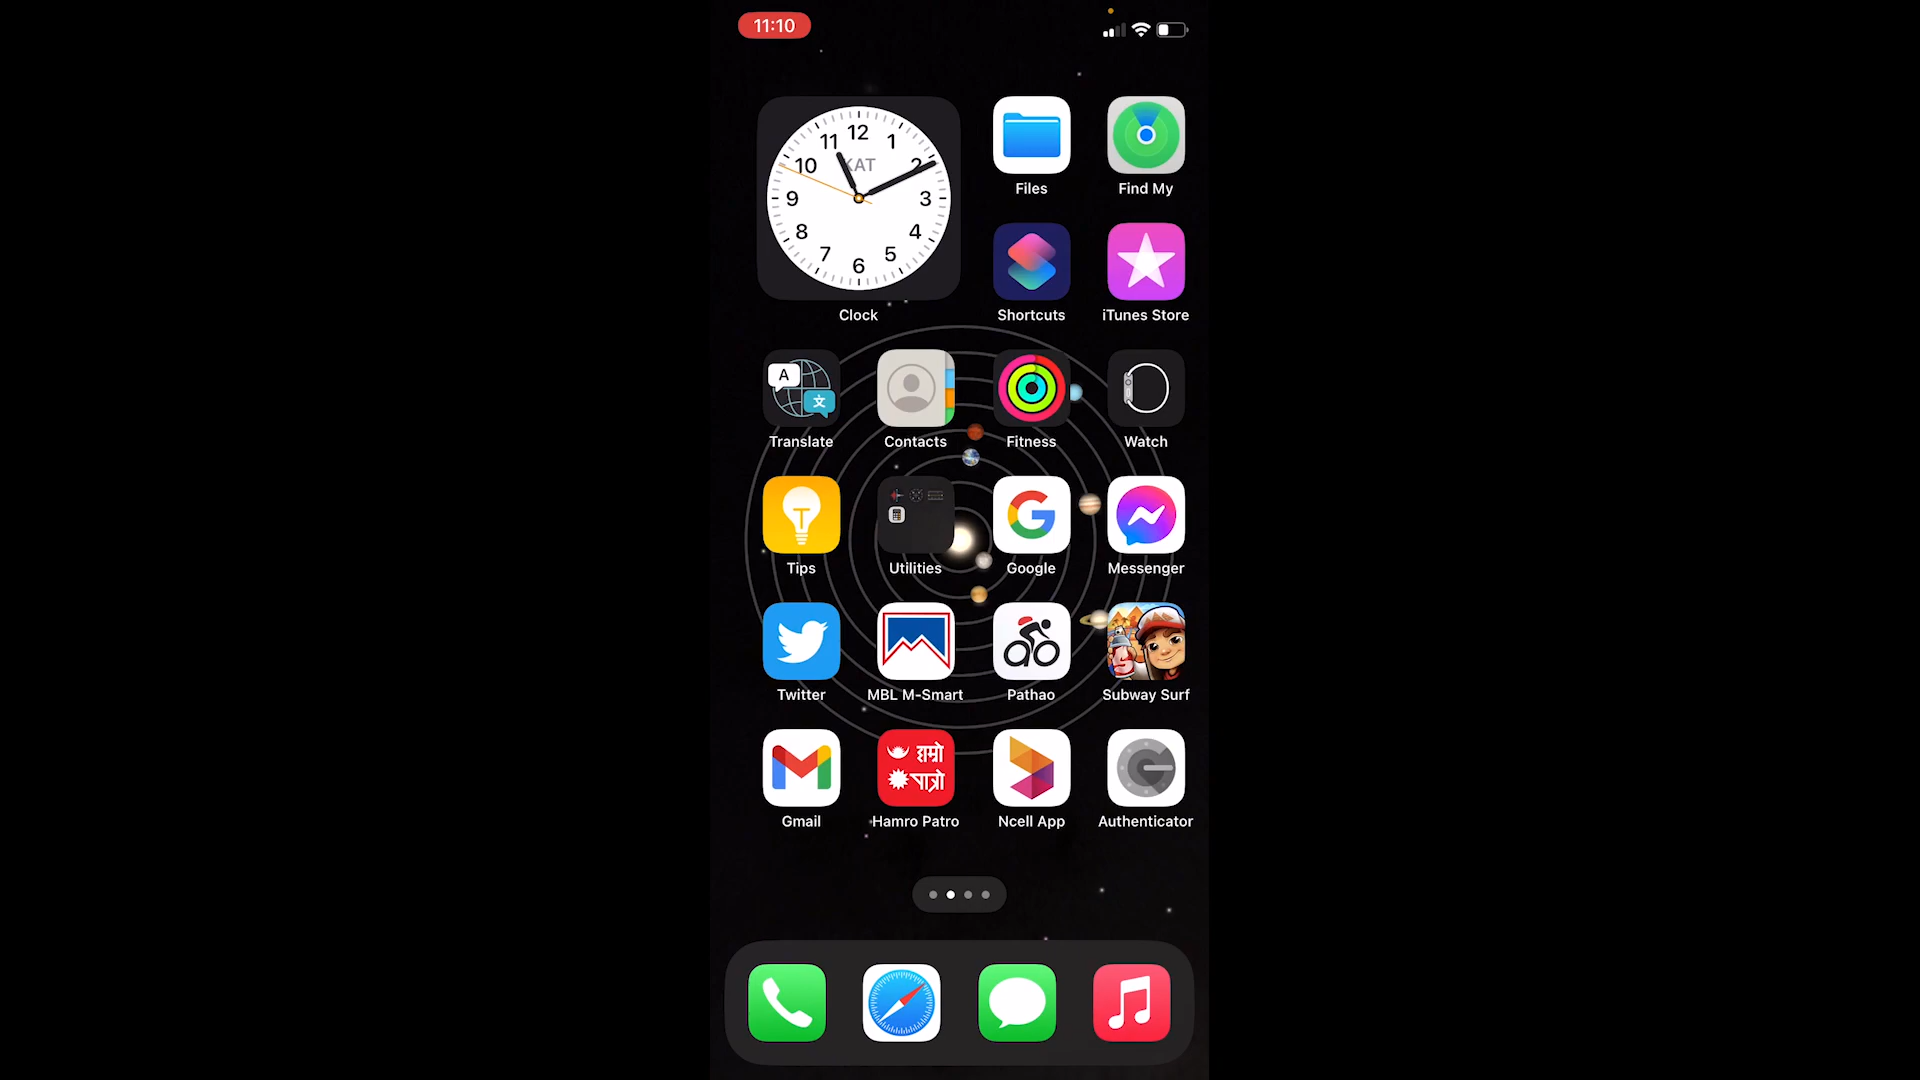 11:10
12
11 1
KAT
10 2
9 3
8 4
7 5
6
Clock
Files
Find My
Shortcuts
iTunes Store
A
文
Translate
Contacts
Fitness
Watch
Tips
Utilities
Google
Messenger
Twitter
MBL M-Smart
Pathao
Subway Surf
Gmail
हाम्रो
पात्रो
Hamro Patro
Ncell App
Authenticator